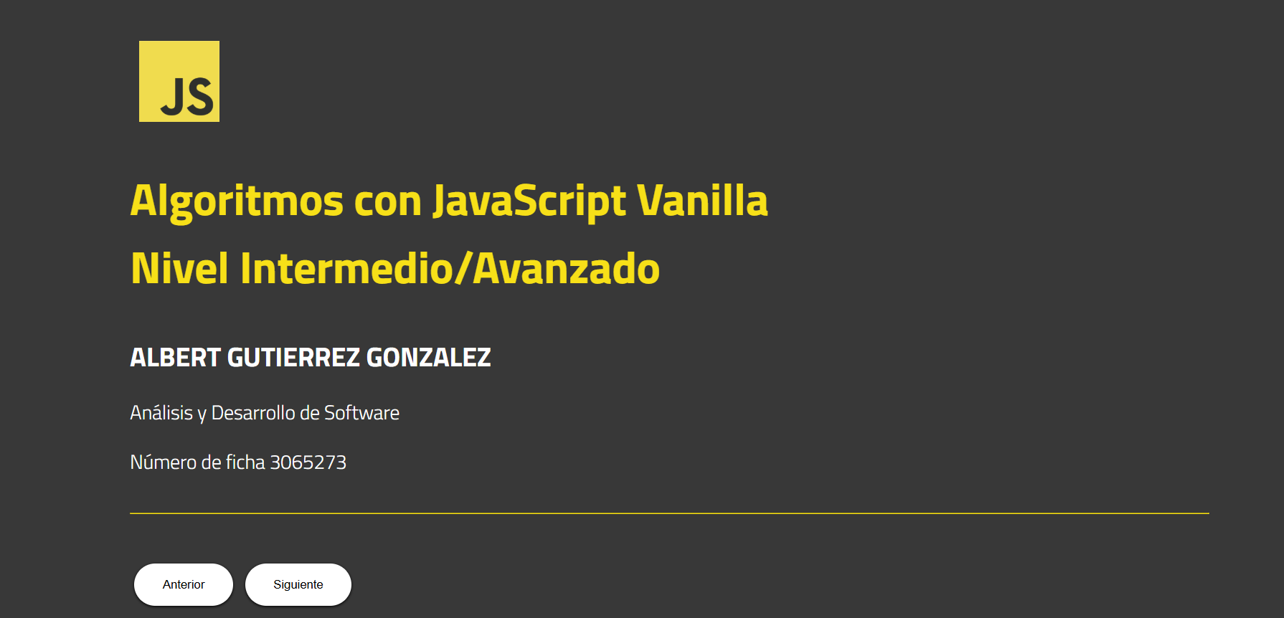 JS
Algoritmos con JavaScript Vanilla
Nivel Intermedio/Avanzado
ALBERT GUTIERREZ GONZALEZ
Análisis y Desarrollo de Software
Número de ficha 3065273
Anterior Siguiente